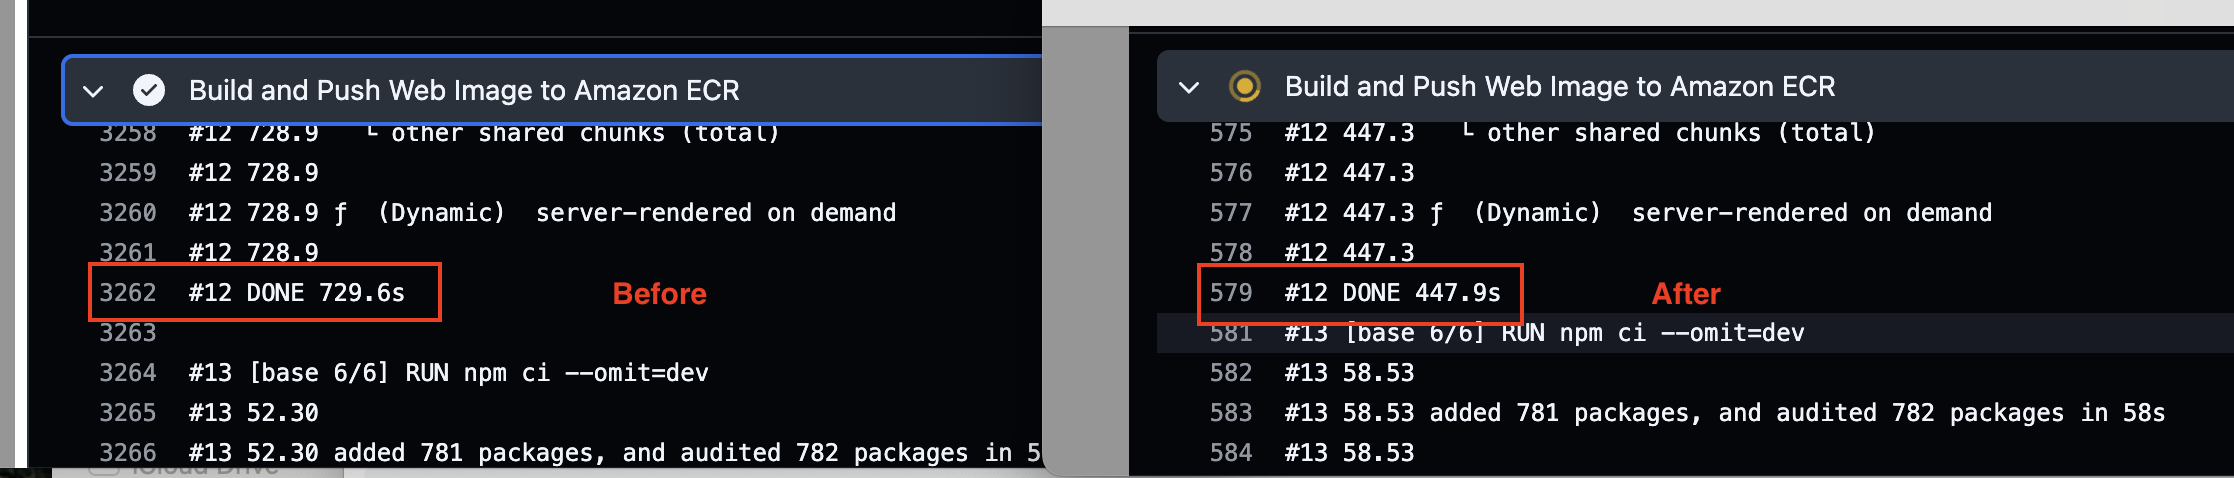 Build and Push Web Image to Amazon ECR
3258 #12 728.9 └ other shared chunks (total)
3259 #12 728.9
3260 #12 728.9 ƒ (Dynamic) server-rendered on demand
3261 #12 728.9
3262 #12 DONE 729.6s
Before
3263
3264 #13 [base 6/6] RUN npm ci --omit=dev
3265 #13 52.30
3266 #13 52.30 added 781 packages, and audited 782 packages in 5
iCloud Drive
Build and Push Web Image to Amazon ECR
575 #12 447.3 └ other shared chunks (total)
576 #12 447.3
577 #12 447.3 ƒ (Dynamic) server-rendered on demand
578 #12 447.3
579 #12 DONE 447.9s
After
581 #13 [base 6/6] RUN npm ci --omit=dev
582 #13 58.53
583 #13 58.53 added 781 packages, and audited 782 packages in 58s
584 #13 58.53